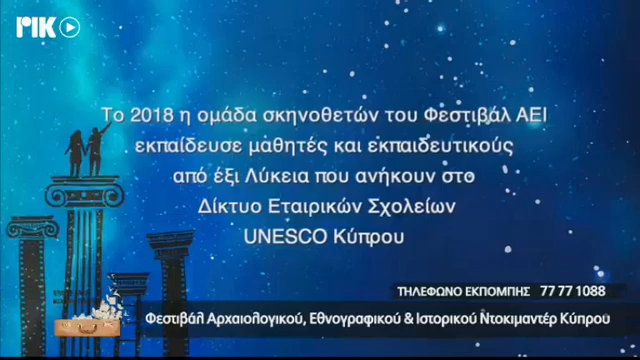 ΡΙΚ
Το 2018 η ομάδα σκηνοθετών του Φεστιβάλ ΑΕΙ
εκπαίδευσε μαθητές και εκπαιδευτικούς
από έξι Λύκεια που ανήκουν στο
Δίκτυο Εταιρικών Σχολείων
UNESCO Κύπρου
ΤΗΛΕΦΩΝΟ ΕΚΠΟΜΠΗΣ 77 77 1088
Φεστιβάλ Αρχαιολογικού, Εθνογραφικού & Ιστορικού Ντοκιμαντέρ Κύπρου